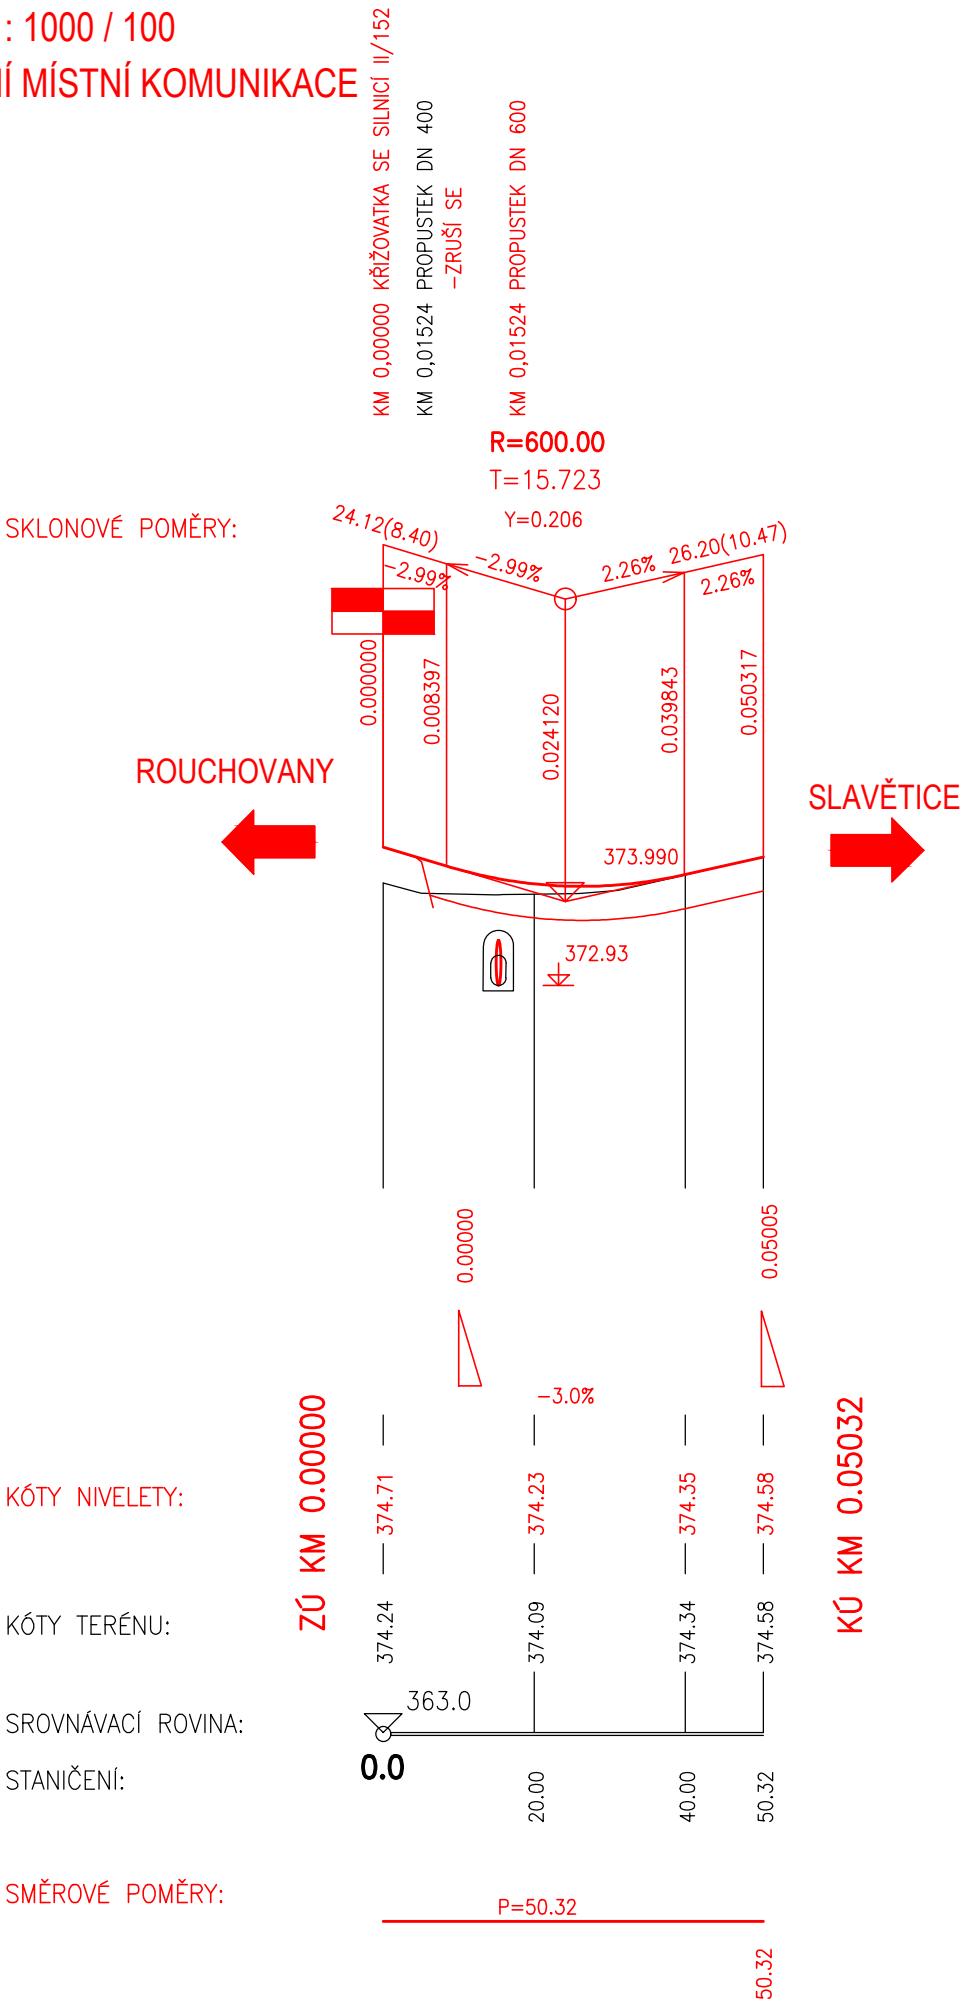 : 1000 / 100
NÍ MÍSTNÍ KOMUNIKACE
KM 0,00000 KŘIŽOVATKA SE SILNICÍ II/152
KM 0,01524 PROPUSTEK DN 400
-ZRUŠÍ SE
KM 0,01524 PROPUSTEK DN 600
R=600.00
T=15.723
Y=0.206
SKLONOVÉ POMĚRY:
24.12(8.40)
-2.99%
-2.99%
2.26%
26.20(10.47)
2.26%
0.000000
0.008397
0.024120
0.039843
0.050317
ROUCHOVANY
SLAVĚTICE
373.990
372.93
0.00000
0.05005
-3.0%
ZÚ KM 0.00000
KÚ KM 0.05032
KÓTY NIVELETY:
374.71
374.23
374.35
374.58
KÓTY TERÉNU:
374.24
374.09
374.34
374.58
SROVNÁVACÍ ROVINA:
363.0
STANIČENÍ:
0.0
20.00
40.00
50.32
SMĚROVÉ POMĚRY:
P=50.32
50.32